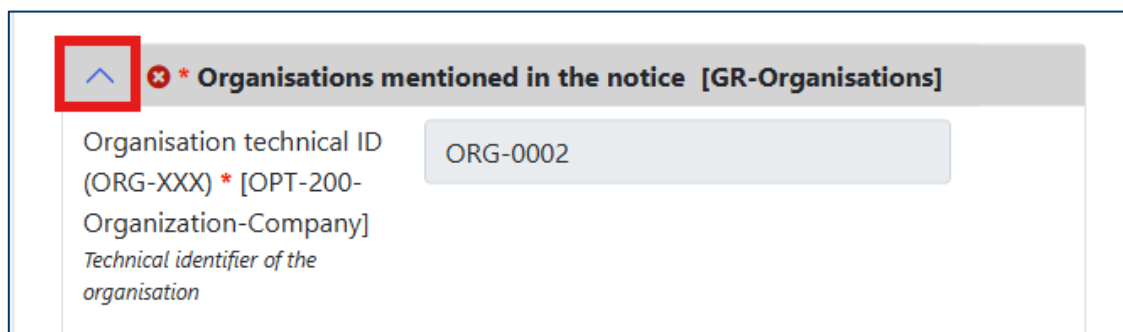 * Organisations mentioned in the notice [GR-Organisations]
Organisation technical ID
(ORG-XXX) * [OPT-200-
Organization-Company]
Technical identifier of the
organisation
ORG-0002